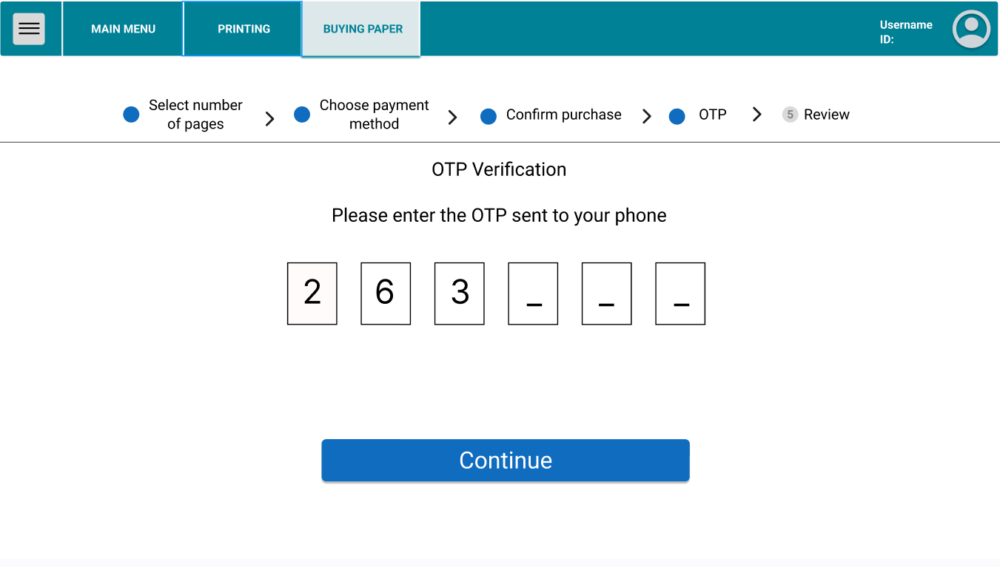 MAIN MENU
PRINTING
BUYING PAPER
Username
ID:
Select number
of pages
Choose payment
method
Confirm purchase
OTP
5 Review
OTP Verification
Please enter the OTP sent to your phone
2 6 3 _ _ _
Continue